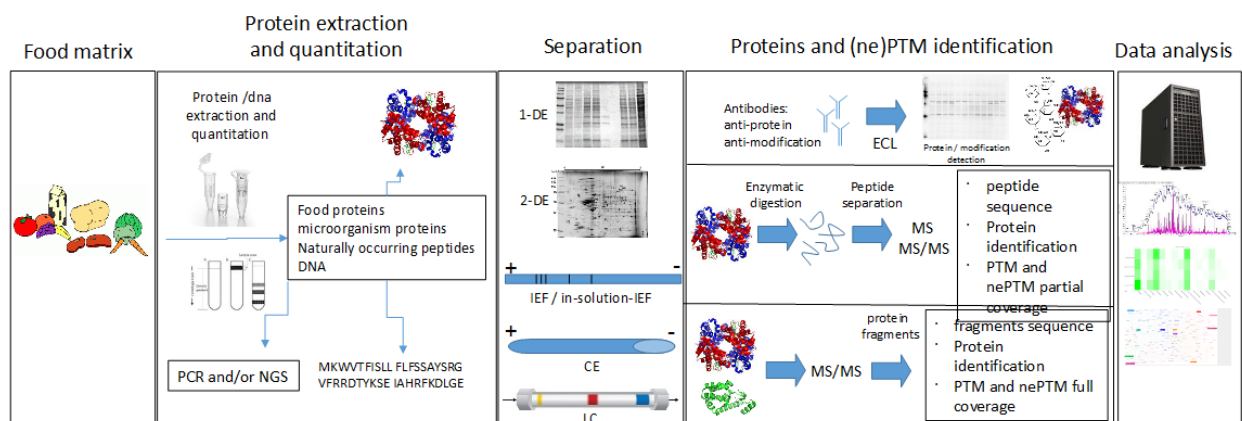 Food matrix
Protein extraction
and quantitation
Separation
Proteins and (ne)PTM identification
Data analysis
Protein /dna
extraction and
quantitation
Food proteins
microorganism proteins
Naturally occurring peptides
DNA
PCR and/or NGS
MKWVTFISLL FLFSSAYSRG
VFRRDTYKSE IAHRFKDLGE
1-DE
2-DE
+ -
IEF / in-solution-IEF
+ -
CE
LC
Antibodies:
anti-protein
anti-modification
ECL
Protein / modification
detection
Enzymatic
digestion
Peptide
separation
MS
MS/MS
· peptide
sequence
· Protein
identification
· PTM and
nePTM partial
coverage
protein
fragments
MS/MS
· fragments sequence
· Protein
identification
· PTM and nePTM full
coverage